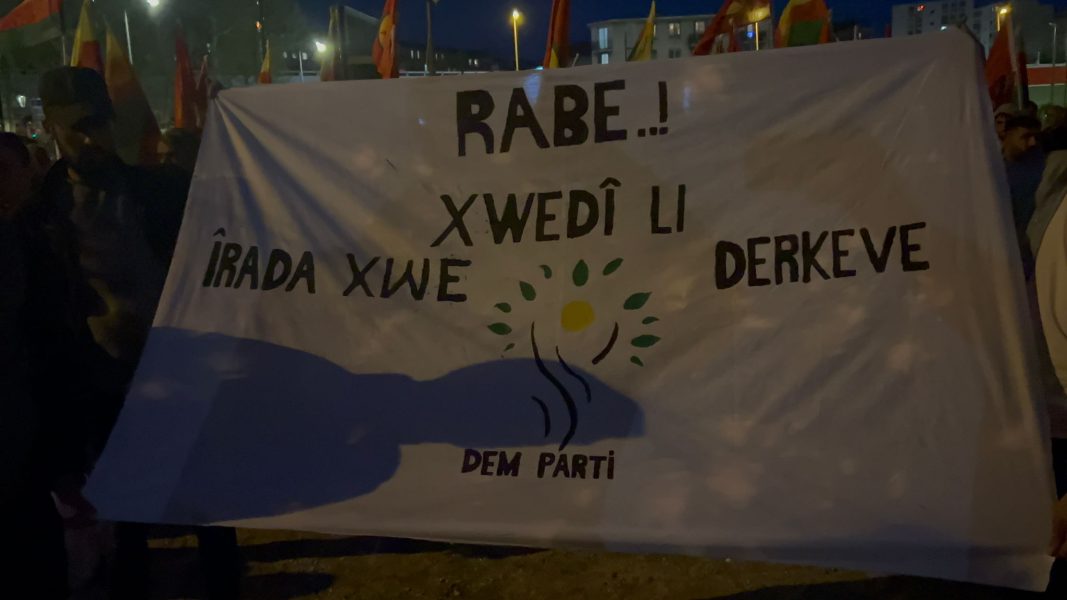 RABE..!
XWEDÎ LI
ÎRADA XWE DERKEVE
DEM PARTİ